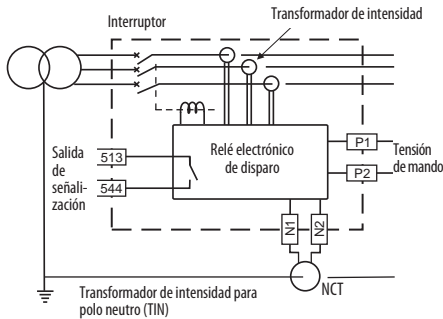 Transformador de intensidad
Interruptor
Relé electrónico
de disparo
Salida
de
señali-
zación
513
544
P1
P2
Tensión
de mando
N1
N2
NCT
Transformador de intensidad para
polo neutro (TIN)